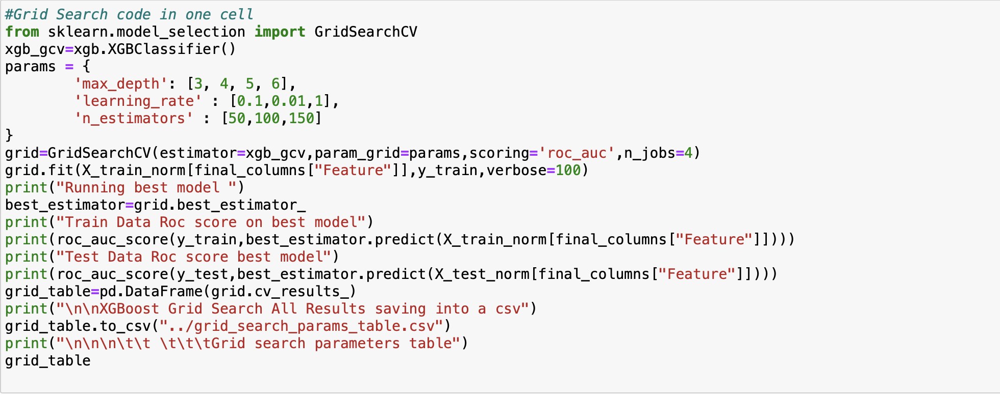 #Grid Search code in one cell
from sklearn.model_selection import GridSearchCV
xgb_gcv=xgb.XGBClassifier()
params = {
        'max_depth': [3, 4, 5, 6],
        'learning_rate' : [0.1,0.01,1],
        'n_estimators' : [50,100,150]
}
grid=GridSearchCV(estimator=xgb_gcv,param_grid=params,scoring='roc_auc',n_jobs=4)
grid.fit(X_train_norm[final_columns["Feature"]],y_train,verbose=100)
print("Running best model ")
best_estimator=grid.best_estimator_
print("Train Data Roc score on best model")
print(roc_auc_score(y_train,best_estimator.predict(X_train_norm[final_columns["Feature"]])))
print("Test Data Roc score best model")
print(roc_auc_score(y_test,best_estimator.predict(X_test_norm[final_columns["Feature"]])))
grid_table=pd.DataFrame(grid.cv_results_)
print("\n\nXGBoost Grid Search All Results saving into a csv")
grid_table.to_csv("../grid_search_params_table.csv")
print("\n\n\n\t\t \t\t\tGrid search parameters table")
grid_table